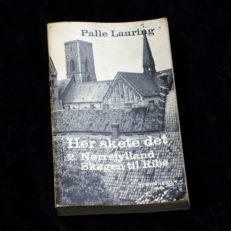 Palle Lauring
Her skete det
2. Nørrejylland
Skagen til Ribe